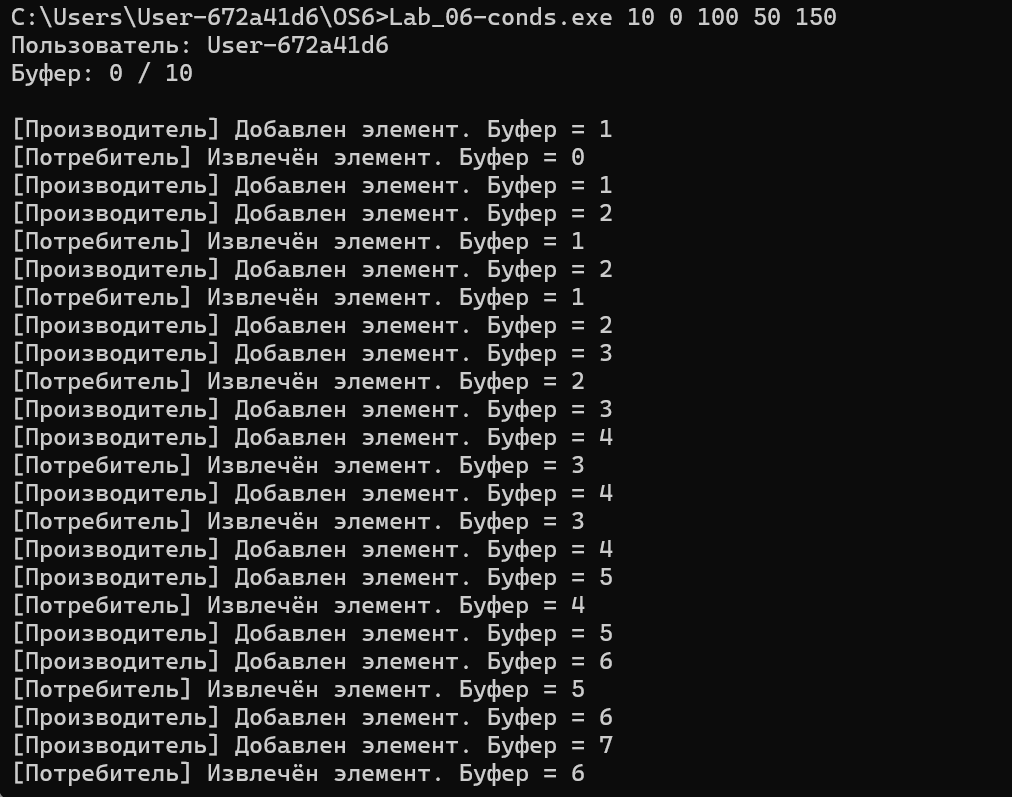 C:\Users\User-672a41d6\OS6>Lab_06-conds.exe 10 0 100 50 150
Пользователь: User-672a41d6
Буфер: 0 / 10
[Производитель] Добавлен элемент. Буфер = 1
[Потребитель] Извлечён элемент. Буфер = 0
[Производитель] Добавлен элемент. Буфер = 1
[Производитель] Добавлен элемент. Буфер = 2
[Потребитель] Извлечён элемент. Буфер = 1
[Производитель] Добавлен элемент. Буфер = 2
[Потребитель] Извлечён элемент. Буфер = 1
[Производитель] Добавлен элемент. Буфер = 2
[Производитель] Добавлен элемент. Буфер = 3
[Потребитель] Извлечён элемент. Буфер = 2
[Производитель] Добавлен элемент. Буфер = 3
[Производитель] Добавлен элемент. Буфер = 4
[Потребитель] Извлечён элемент. Буфер = 3
[Производитель] Добавлен элемент. Буфер = 4
[Потребитель] Извлечён элемент. Буфер = 3
[Производитель] Добавлен элемент. Буфер = 4
[Производитель] Добавлен элемент. Буфер = 5
[Потребитель] Извлечён элемент. Буфер = 4
[Производитель] Добавлен элемент. Буфер = 5
[Производитель] Добавлен элемент. Буфер = 6
[Потребитель] Извлечён элемент. Буфер = 5
[Производитель] Добавлен элемент. Буфер = 6
[Производитель] Добавлен элемент. Буфер = 7
[Потребитель] Извлечён элемент. Буфер = 6